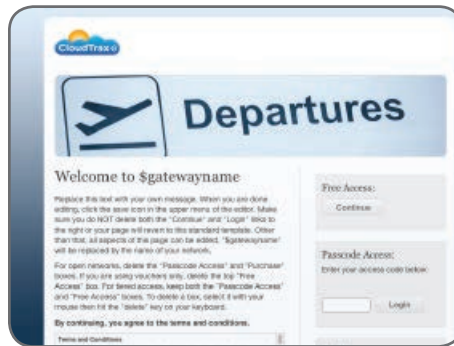 CloudTrax
Departures
Welcome to $gatewayname
Replace this text with your own message. When you are done
editing, click the save icon in the upper menu of the editor. Make
sure you do NOT delete both the "Continue" and "Login" links to
the right or your page will revert to this standard template. Other
than that, all aspects of this page can be edited. "$gatewayname"
will be replaced by the name of your network.
For open networks, delete the "Passcode Access" and "Purchase"
boxes. If you are using vouchers only, delete the top "Free
Access" box. For tiered access, keep both the "Passcode Access"
and "Free Access" boxes. To delete a box, select it with your
mouse then hit the "delete" key on your keyboard.
By continuing, you agree to the terms and conditions.
Terms and Conditions
Free Access:
Continue
Passcode Access:
Enter your access code below:
Login